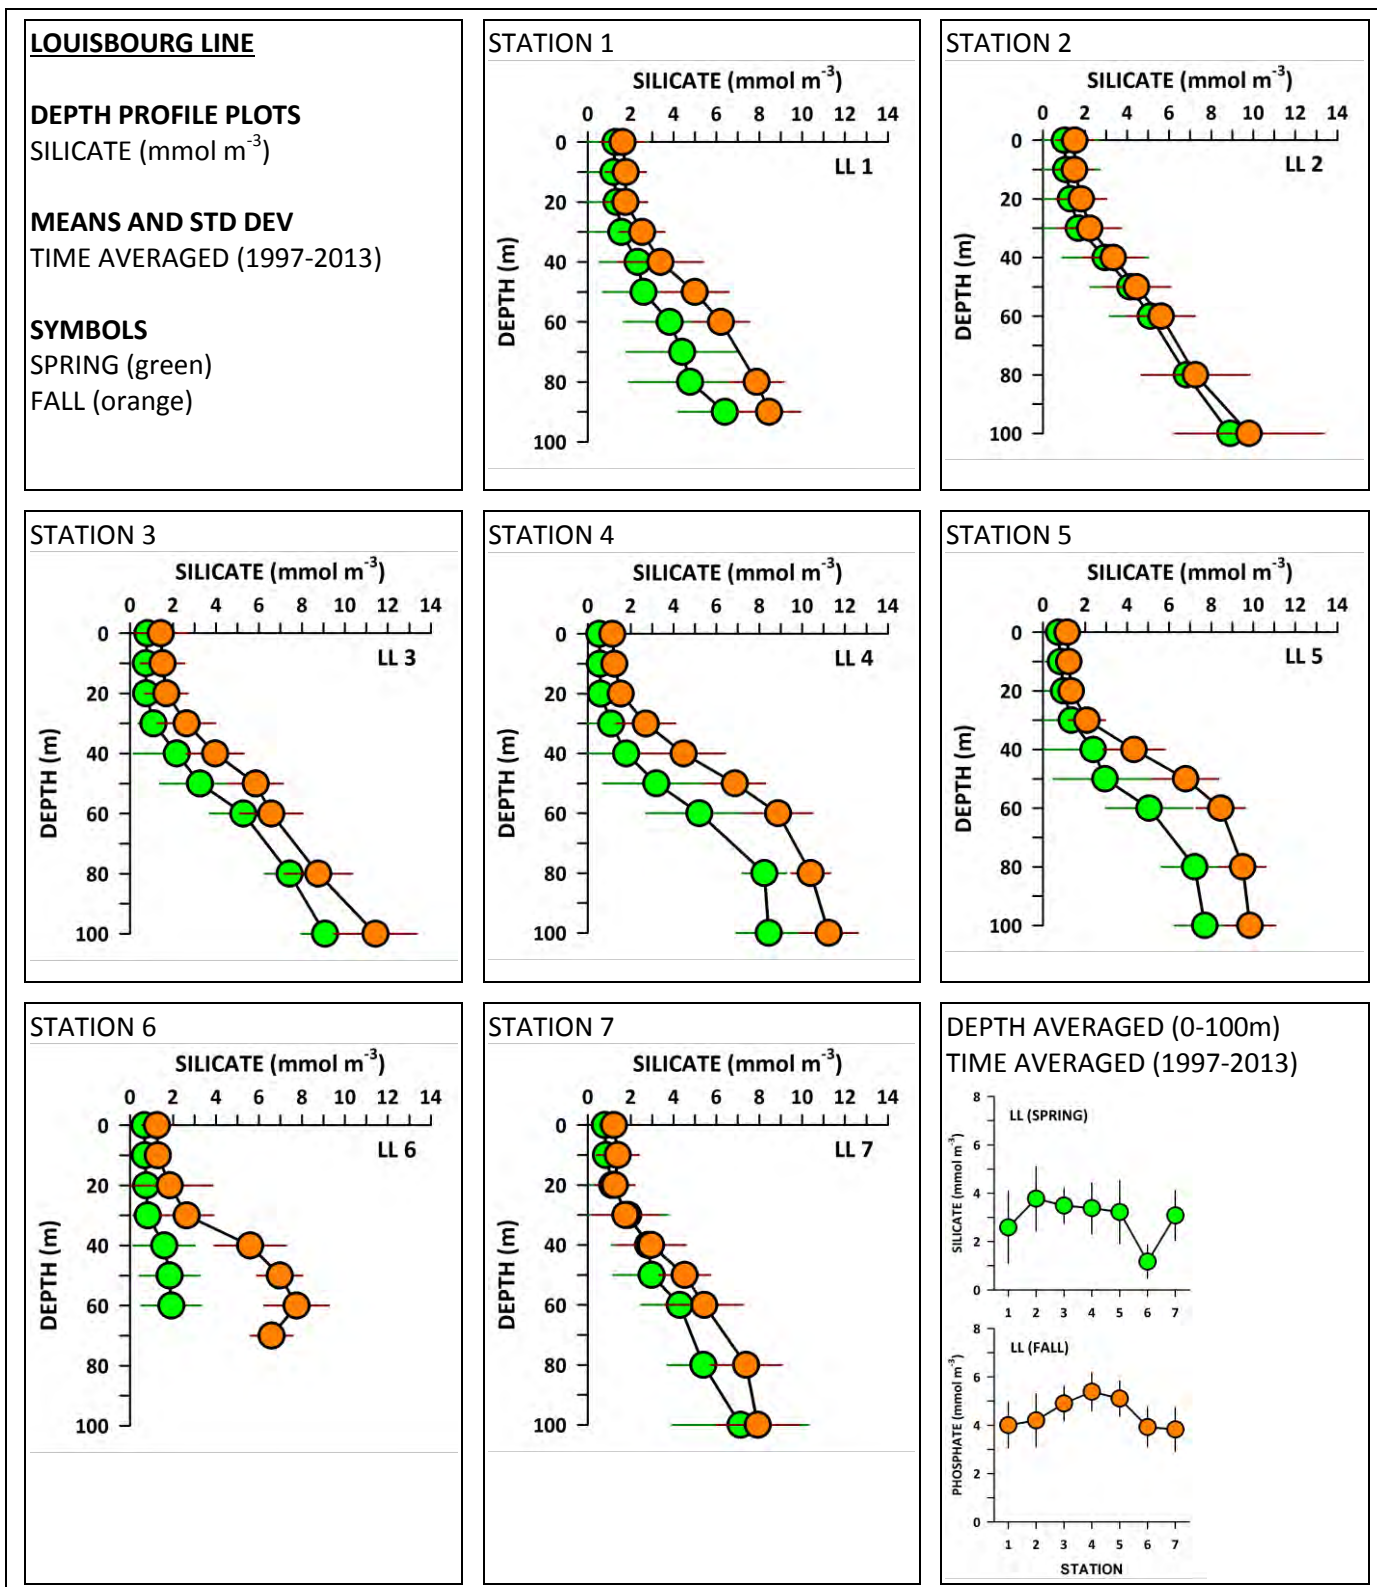 LOUISBOURG LINE
DEPTH PROFILE PLOTS
SILICATE (mmol m-3)
MEANS AND STD DEV
TIME AVERAGED (1997-2013)
SYMBOLS
SPRING (green)
FALL (orange)
STATION 1
SILICATE (mmol m-3)
0 2 4 6 8 10 12 14
LL 1
DEPTH (m)
0
20
40
60
80
100
STATION 2
SILICATE (mmol m-3)
0 2 4 6 8 10 12 14
LL 2
DEPTH (m)
0
20
40
60
80
100
STATION 3
SILICATE (mmol m-3)
0 2 4 6 8 10 12 14
LL 3
DEPTH (m)
0
20
40
60
80
100
STATION 4
SILICATE (mmol m-3)
0 2 4 6 8 10 12 14
LL 4
DEPTH (m)
0
20
40
60
80
100
STATION 5
SILICATE (mmol m-3)
0 2 4 6 8 10 12 14
LL 5
DEPTH (m)
0
20
40
60
80
100
STATION 6
SILICATE (mmol m-3)
0 2 4 6 8 10 12 14
LL 6
DEPTH (m)
0
20
40
60
80
100
STATION 7
SILICATE (mmol m-3)
0 2 4 6 8 10 12 14
LL 7
DEPTH (m)
0
20
40
60
80
100
DEPTH AVERAGED (0-100m)
TIME AVERAGED (1997-2013)
LL (SPRING)
SILICATE (mmol m-3)
8
6
4
2
0
1 2 3 4 5 6 7
LL (FALL)
PHOSPHATE (mmol m-3)
8
6
4
2
0
1 2 3 4 5 6 7
STATION